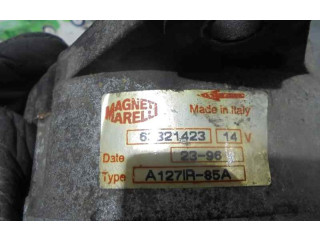 MAGNETI
MARELLI
Made in Italy
63321423 14 V
Date 23-96
Type A127IR-85A